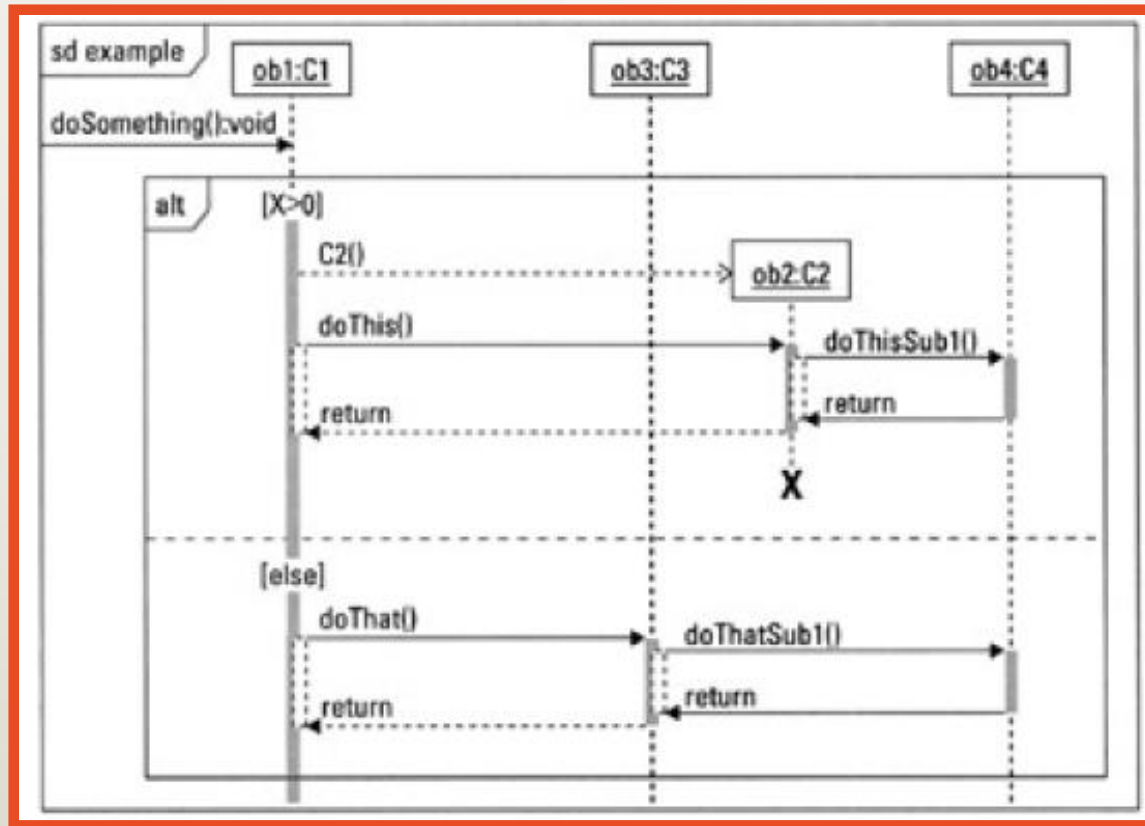 sd example
ob1:C1
ob3:C3
ob4:C4
doSomething():void
alt
[X>0]
C2()
ob2:C2
doThis()
doThisSub1()
return
return
X
[else]
doThat()
doThatSub1()
return
return